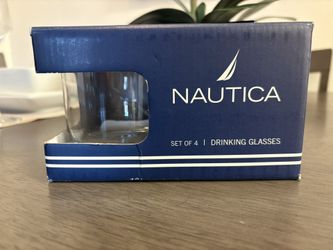 NAUTICA
SET OF 4 | DRINKING GLASSES